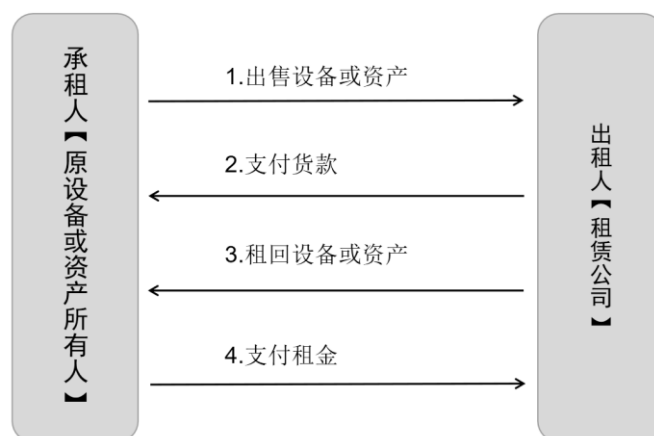 承租人【原设备或资产所有人】
1.出售设备或资产
2.支付货款
3.租回设备或资产
4.支付租金
出租人【租赁公司】